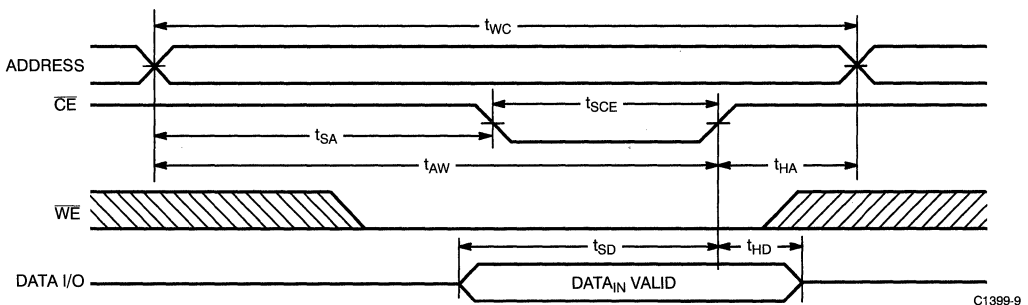 tWC
ADDRESS
CE
tSCE
tSA
tAW
tHA
WE
tSD
tHD
DATA I/O
DATAIN VALID
C1399-9